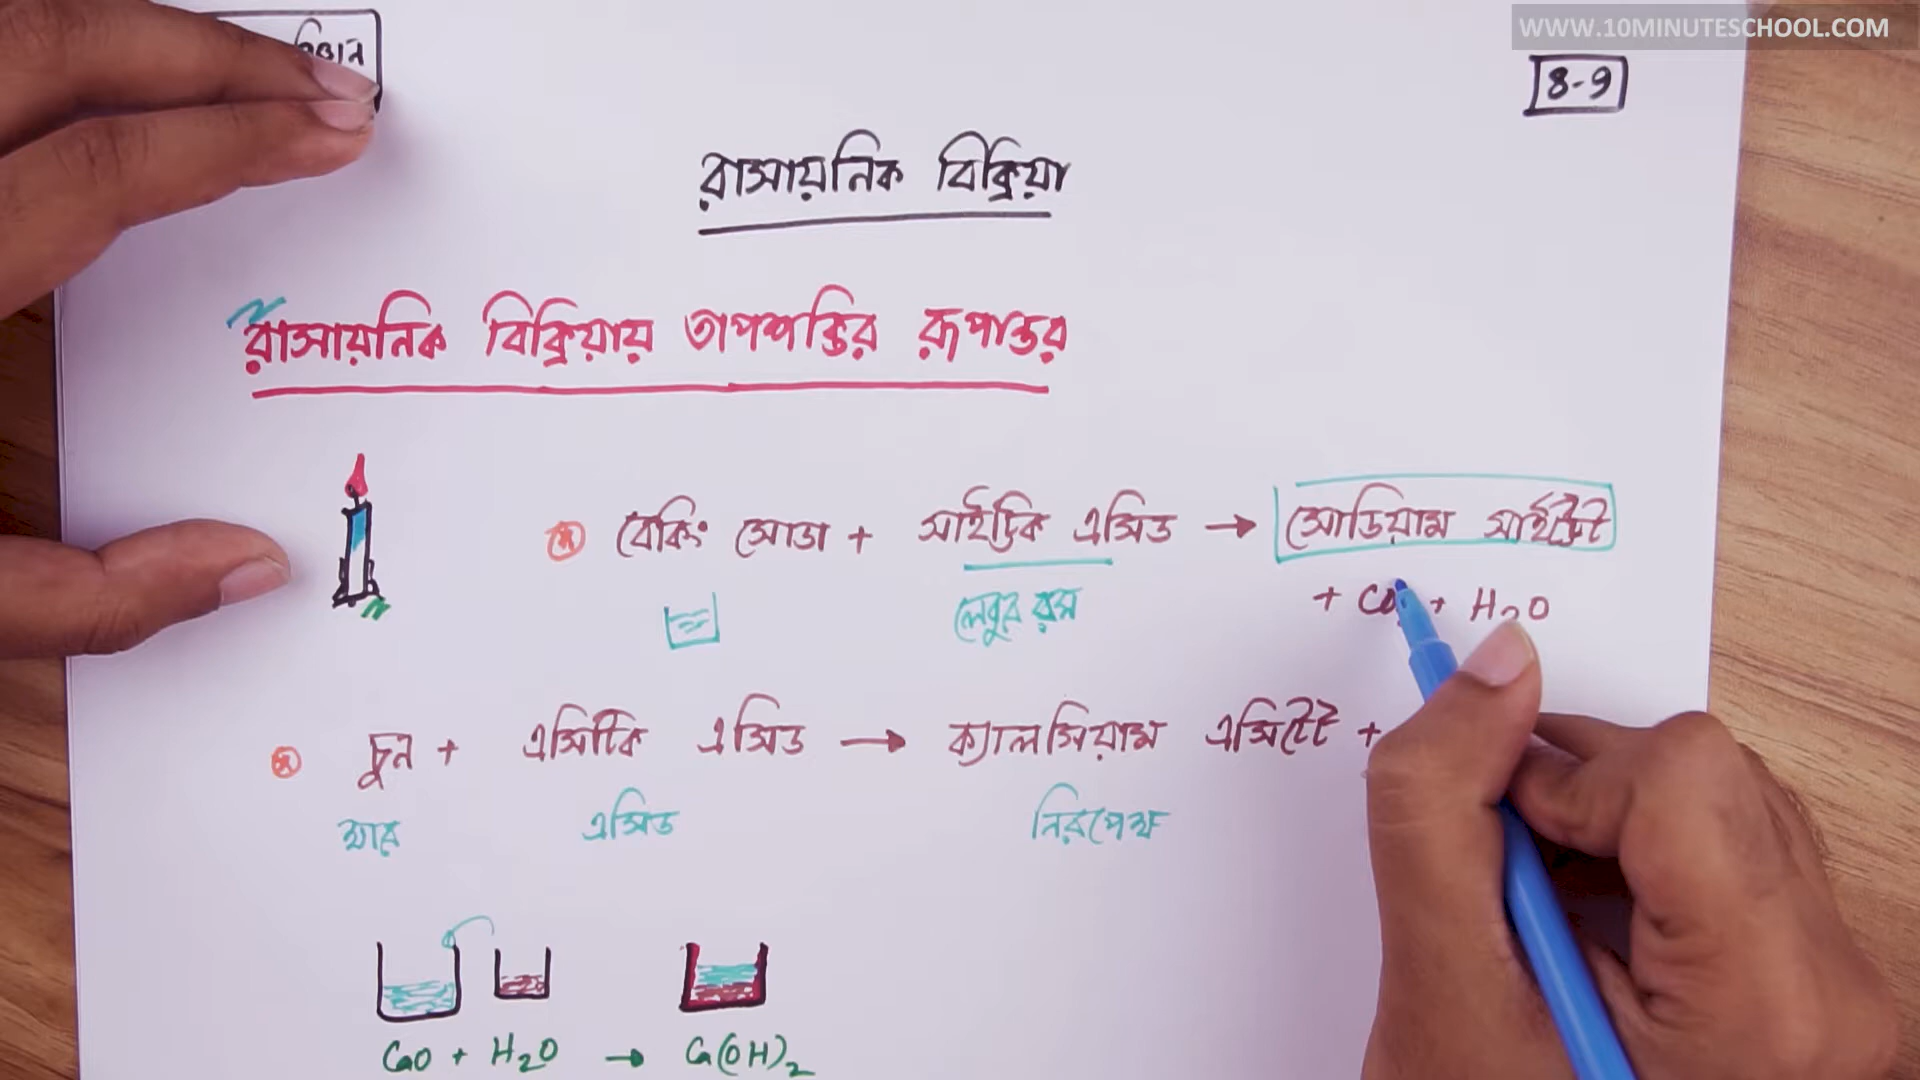 WWW.10MINUTESCHOOL.COM
8-9
রাসায়নিক বিক্রিয়া
রাসায়নিক বিক্রিয়ায় তাপশক্তির রূপান্তর
বেকিং সোডা + সাইট্রিক এসিড → সোডিয়াম সাইট্রেট
লেবুর রস
+ CO + H2O
চুন + এসিটিক এসিড → ক্যালসিয়াম এসিটেট +
ক্ষার এসিড নিরপেক্ষ
CaO + H2O → Ca(OH)2